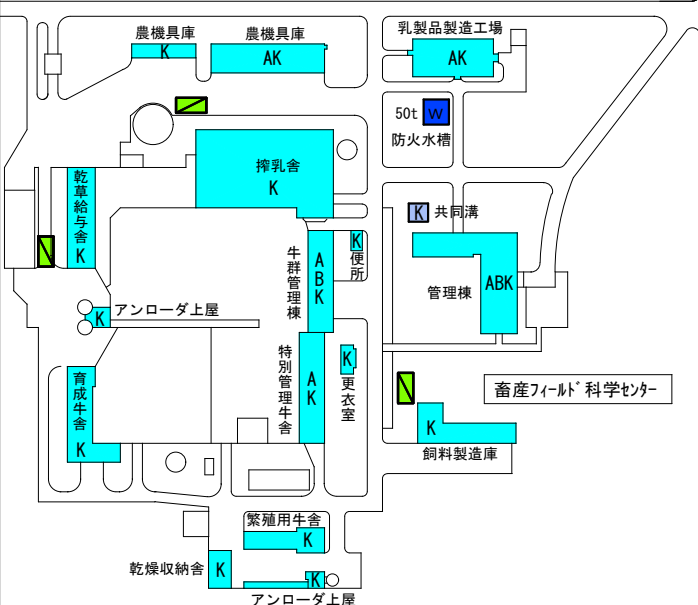 農機具庫
農機具庫
乳製品製造工場
K
AK
AK
50t
W
防火水槽
搾乳舎
K
乾草給与舎
K
K
共同溝
牛群管理棟
ABK
K
便所
管理棟
ABK
アンローダ上屋
K
特別管理牛舎
AK
K
更衣室
育成牛舎
K
畜産フィールド科学センター
K
飼料製造庫
繁殖用牛舎
K
乾燥収納舎
K
K
アンローダ上屋